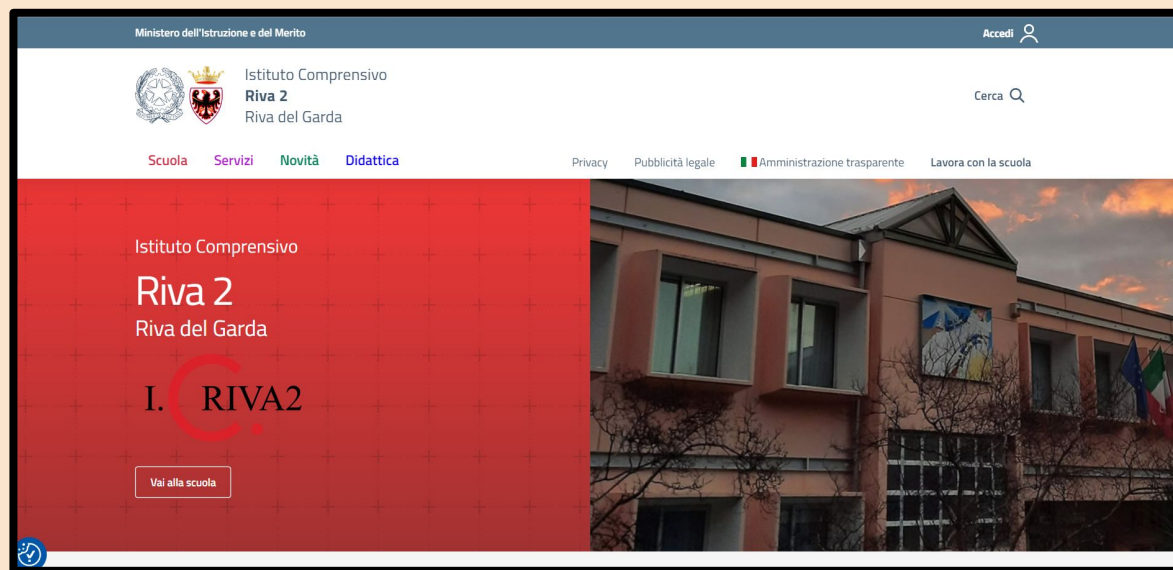 Ministero dell'Istruzione e del Merito
Accedi
Istituto Comprensivo
Riva 2
Riva del Garda
Cerca
Scuola Servizi Novità Didattica
Privacy Pubblicità legale Amministrazione trasparente Lavora con la scuola
Istituto Comprensivo
Riva 2
Riva del Garda
I.C. RIVA2
Vai alla scuola